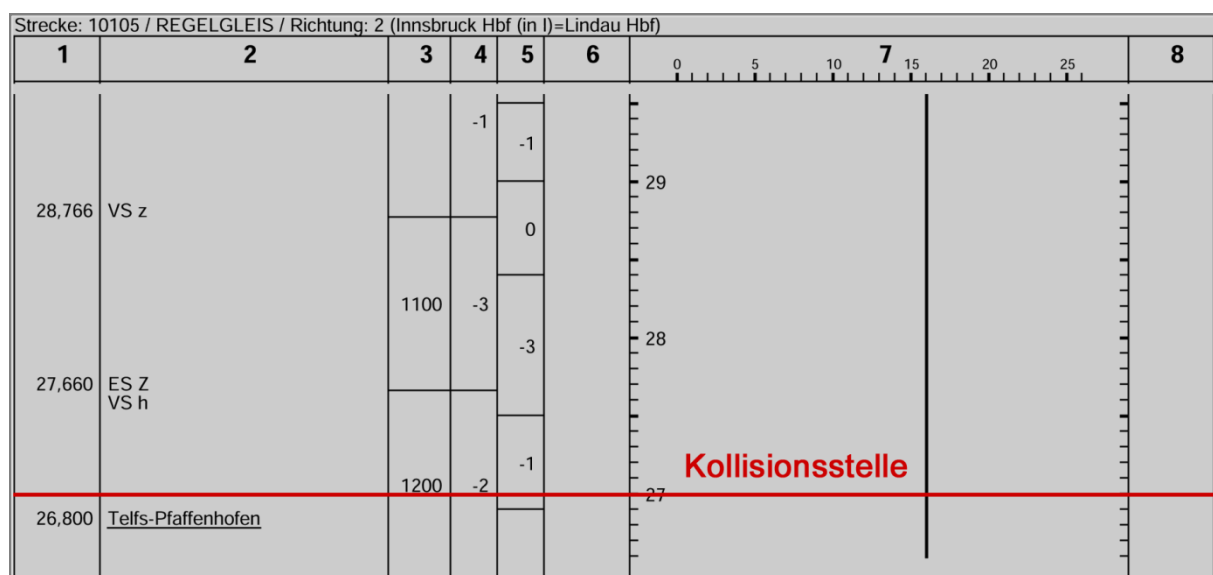 Strecke: 10105 / REGELGLEIS / Richtung: 2 (Innsbruck Hbf (in I)=Lindau Hbf)
1 2 3 4 5 6 7 8
0 5 10 15 20 25
-1
-1
29
28,766 VS z
0
1100 -3
28
-3
27,660 ES Z
VS h
-1
Kollisionsstelle
1200 -2
27
26,800 Telfs-Pfaffenhofen